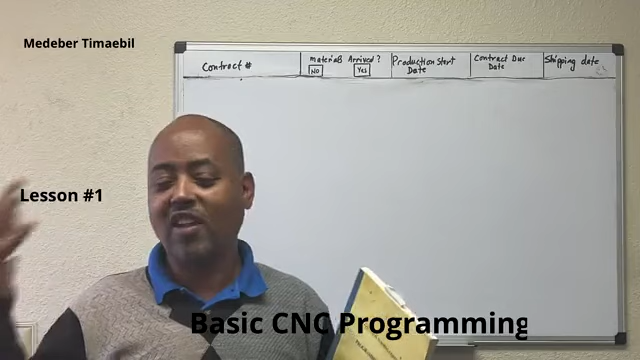 Medeber Timaebil
Contract #
Materials Arrived?
NO
Yes
Production Start
Date
Contract Due
Date
Shipping date
Lesson #1
Basic CNC Programming